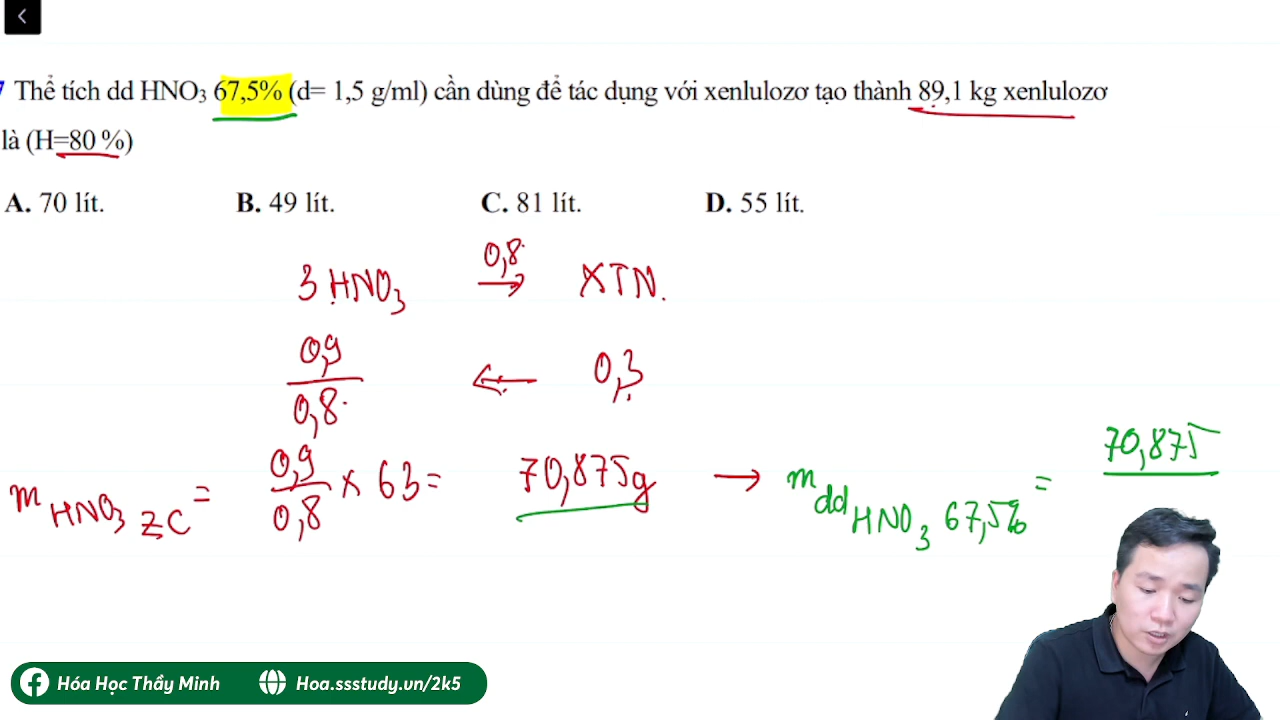 7 Thể tích dd HNO₃ 67,5% (d= 1,5 g/ml) cần dùng để tác dụng với xenlulozơ tạo thành 89,1 kg xenlulozơ
là (H=80 %)
A. 70 lít. B. 49 lít. C. 81 lít. D. 55 lít.
3 HNO₃ 0,8 → XTN.
0,9/0,8 ← 0,3
m HNO₃ ZC = 0,9/0,8 x 63 = 70,875g → m dd HNO₃ 67,5% = 70,875
Hóa Học Thầy Minh Hoa.ssstudy.vn/2k5